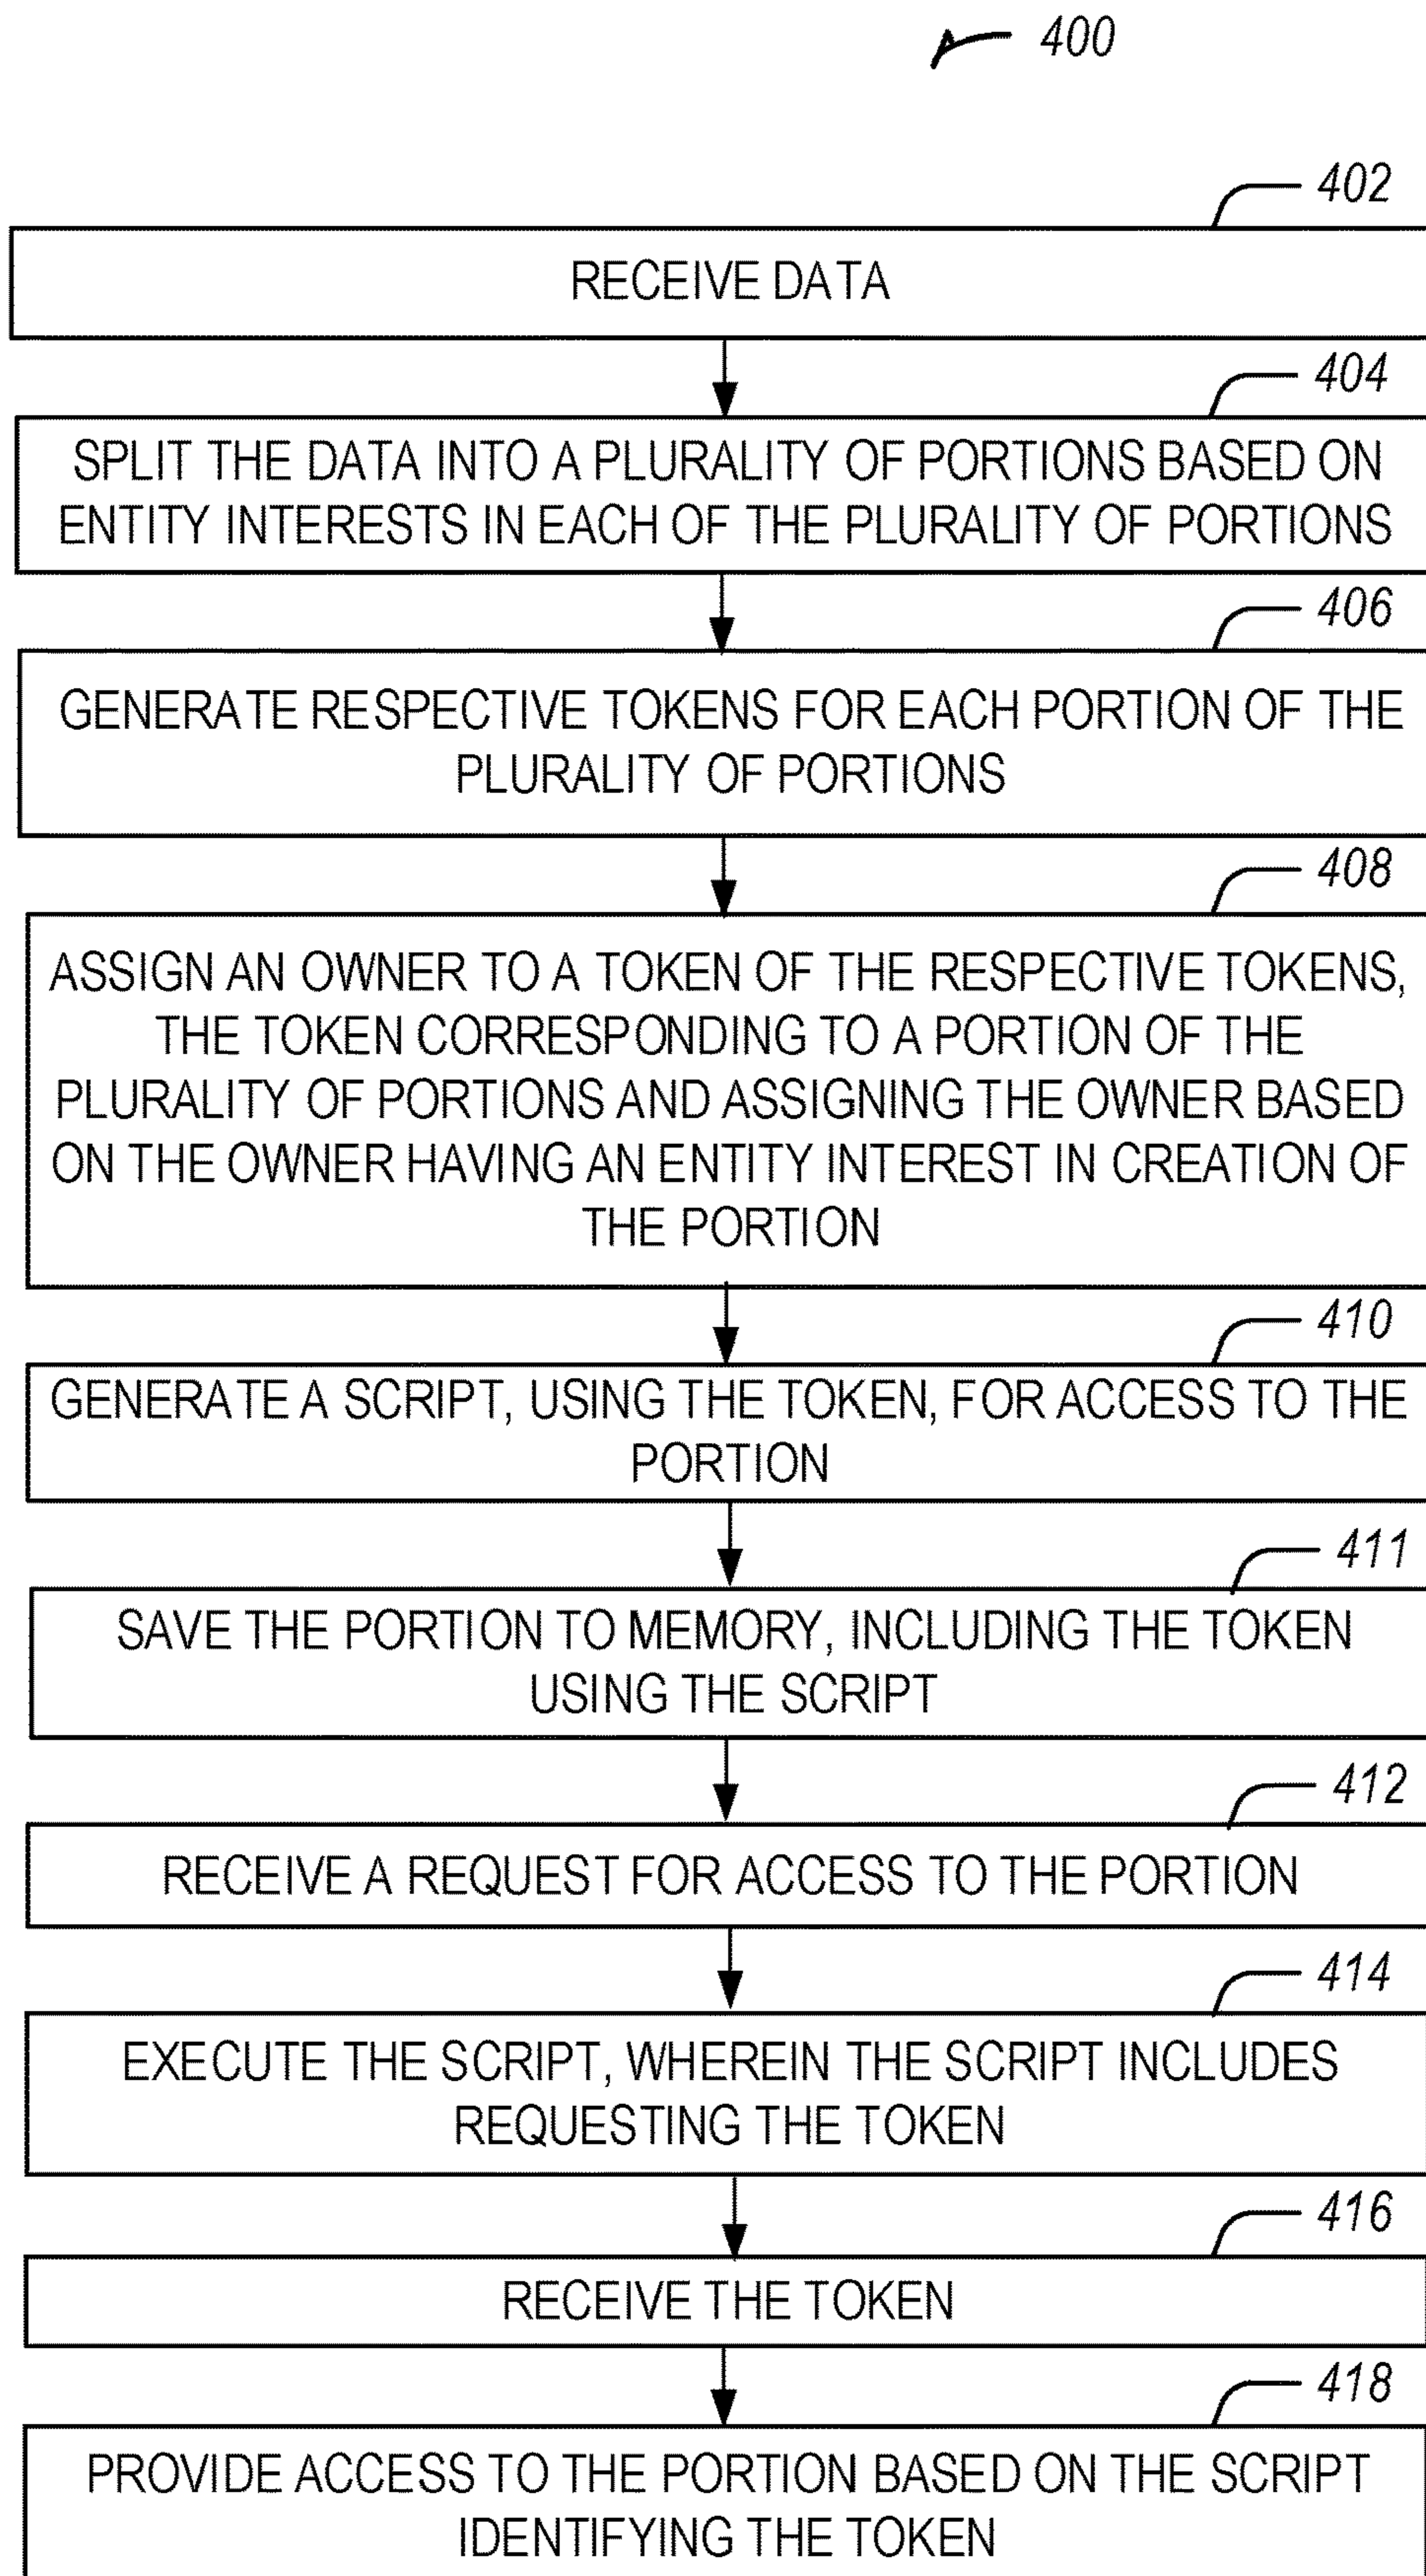 400
402
RECEIVE DATA
404
SPLIT THE DATA INTO A PLURALITY OF PORTIONS BASED ON
ENTITY INTERESTS IN EACH OF THE PLURALITY OF PORTIONS
406
GENERATE RESPECTIVE TOKENS FOR EACH PORTION OF THE
PLURALITY OF PORTIONS
408
ASSIGN AN OWNER TO A TOKEN OF THE RESPECTIVE TOKENS,
THE TOKEN CORRESPONDING TO A PORTION OF THE
PLURALITY OF PORTIONS AND ASSIGNING THE OWNER BASED
ON THE OWNER HAVING AN ENTITY INTEREST IN CREATION OF
THE PORTION
410
GENERATE A SCRIPT, USING THE TOKEN, FOR ACCESS TO THE
PORTION
411
SAVE THE PORTION TO MEMORY, INCLUDING THE TOKEN
USING THE SCRIPT
412
RECEIVE A REQUEST FOR ACCESS TO THE PORTION
414
EXECUTE THE SCRIPT, WHEREIN THE SCRIPT INCLUDES
REQUESTING THE TOKEN
416
RECEIVE THE TOKEN
418
PROVIDE ACCESS TO THE PORTION BASED ON THE SCRIPT
IDENTIFYING THE TOKEN